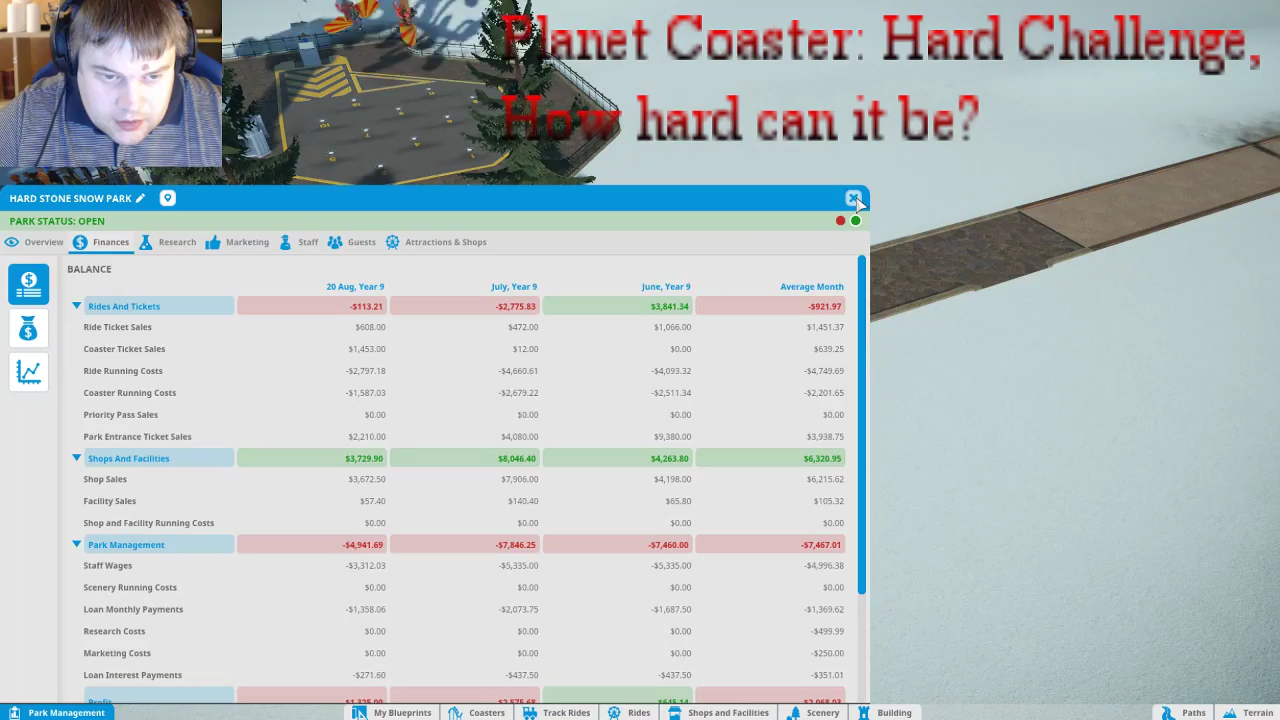 Planet Coaster: Hard Challenge,
How hard can it be?
HARD STONE SNOW PARK
PARK STATUS: OPEN
Overview Finances Research Marketing Staff Guests Attractions & Shops
BALANCE
20 Aug, Year 9 July, Year 9 June, Year 9 Average Month
Rides And Tickets -$113.21 -$2,775.83 $3,841.34 -$921.97
Ride Ticket Sales $608.00 $472.00 $1,066.00 $1,451.37
Coaster Ticket Sales $1,453.00 $12.00 $0.00 $639.25
Ride Running Costs -$2,797.18 -$4,660.61 -$4,093.32 -$4,749.69
Coaster Running Costs -$1,587.03 -$2,679.22 -$2,511.34 -$2,201.65
Priority Pass Sales $0.00 $0.00 $0.00 $0.00
Park Entrance Ticket Sales $2,210.00 $4,080.00 $9,380.00 $3,938.75
Shops And Facilities $3,729.90 $8,046.40 $4,263.80 $6,320.95
Shop Sales $3,672.50 $7,906.00 $4,198.00 $6,215.62
Facility Sales $57.40 $140.40 $65.80 $105.32
Shop and Facility Running Costs $0.00 $0.00 $0.00 $0.00
Park Management -$4,941.69 -$7,846.25 -$7,460.00 -$7,467.01
Staff Wages -$3,312.03 -$5,335.00 -$5,335.00 -$4,996.38
Scenery Running Costs $0.00 $0.00 $0.00 $0.00
Loan Monthly Payments -$1,358.06 -$2,073.75 -$1,687.50 -$1,369.62
Research Costs $0.00 $0.00 $0.00 -$499.99
Marketing Costs $0.00 $0.00 $0.00 -$250.00
Loan Interest Payments -$271.60 -$437.50 -$437.50 -$351.01
Park Management My Blueprints Coasters Track Rides Rides Shops and Facilities Scenery Building Paths Terrain